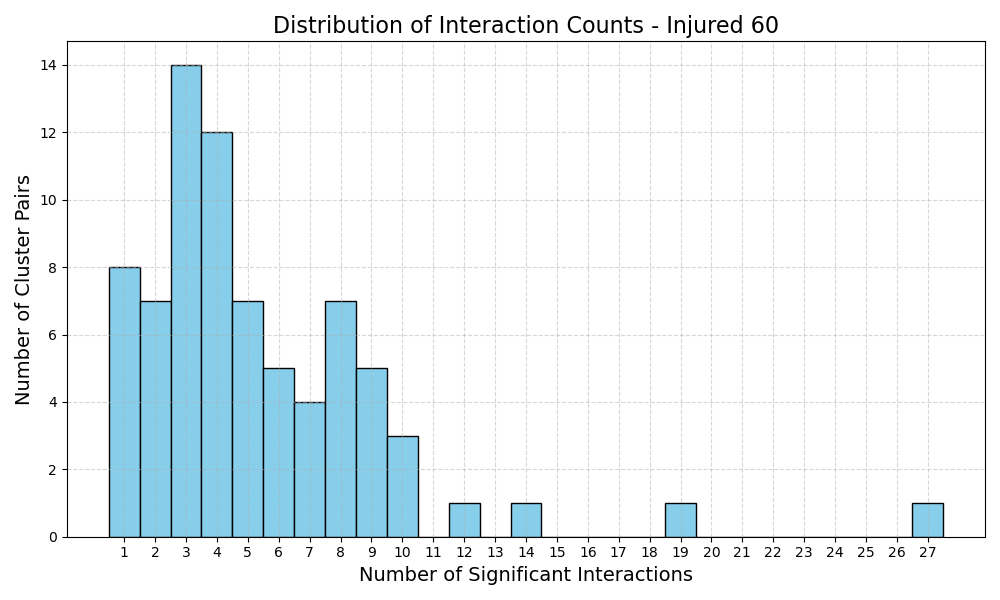 Distribution of Interaction Counts - Injured 60
Number of Cluster Pairs
14
12
10
8
6
4
2
0
1 2 3 4 5 6 7 8 9 10 11 12 13 14 15 16 17 18 19 20 21 22 23 24 25 26 27
Number of Significant Interactions